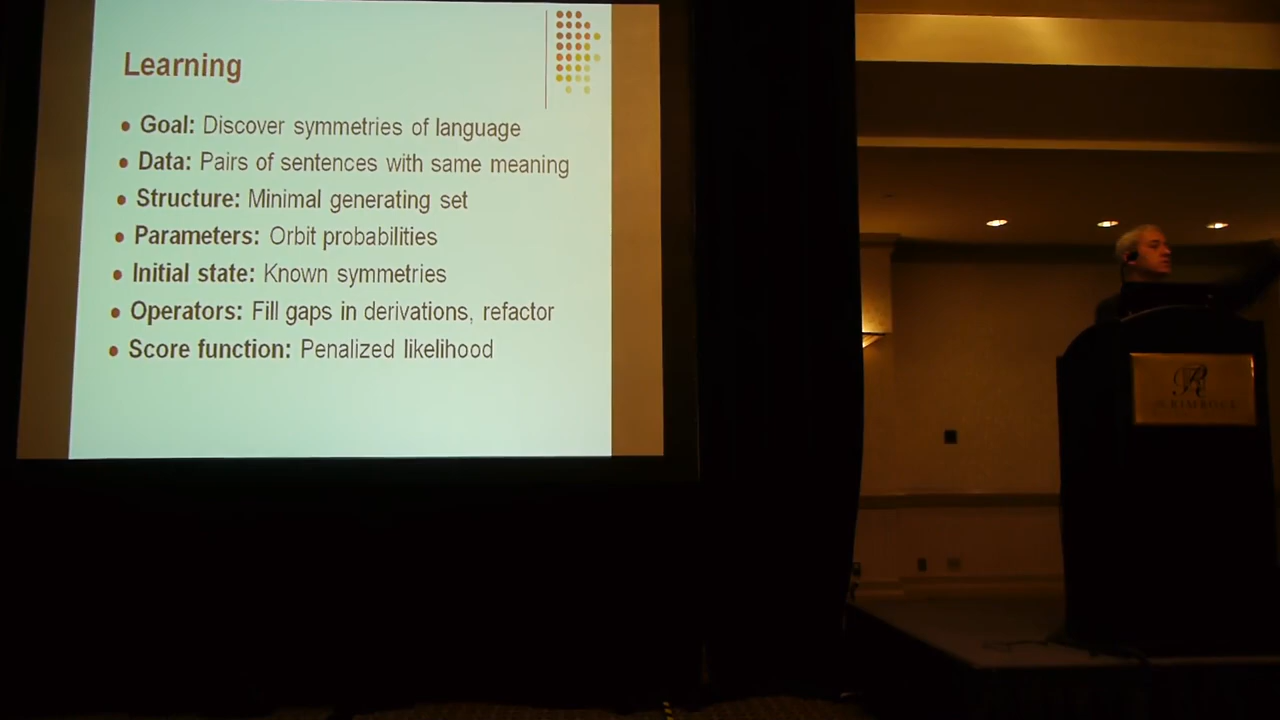 Learning
• Goal: Discover symmetries of language
• Data: Pairs of sentences with same meaning
• Structure: Minimal generating set
• Parameters: Orbit probabilities
• Initial state: Known symmetries
• Operators: Fill gaps in derivations, refactor
• Score function: Penalized likelihood
R